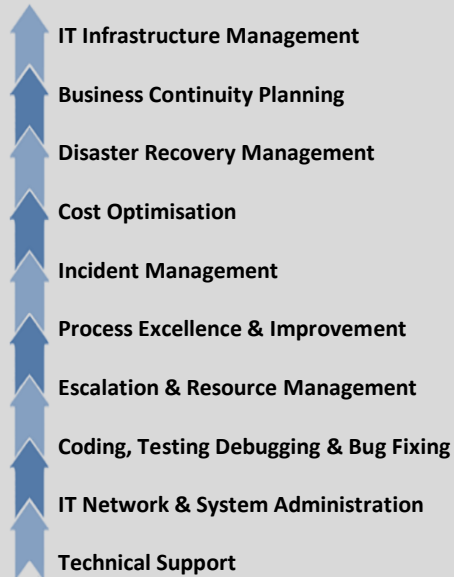 IT Infrastructure Management
Business Continuity Planning
Disaster Recovery Management
Cost Optimisation
Incident Management
Process Excellence & Improvement
Escalation & Resource Management
Coding, Testing Debugging & Bug Fixing
IT Network & System Administration
Technical Support